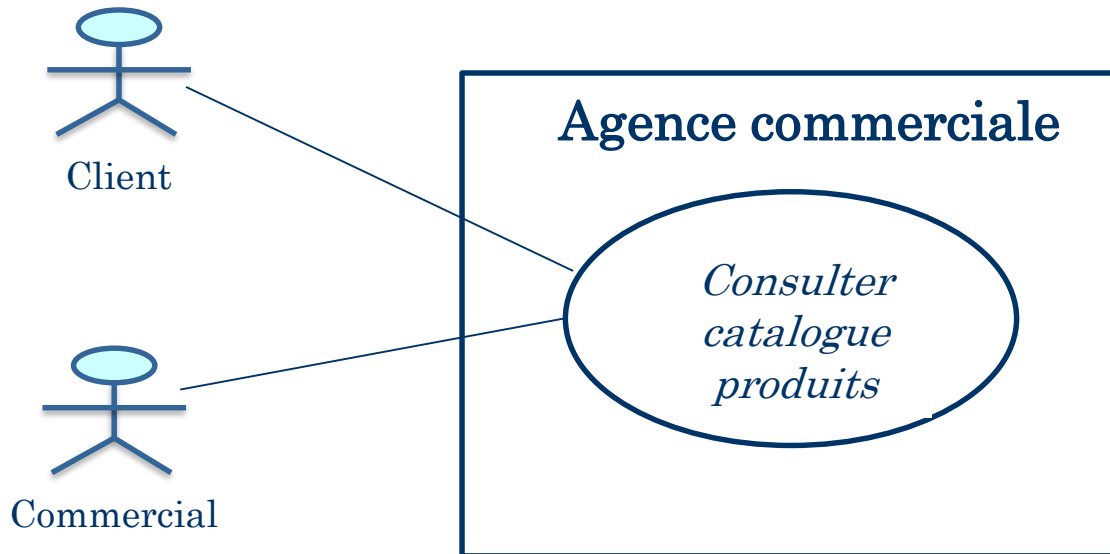 Agence commerciale
Client
Consulter
catalogue
produits
Commercial